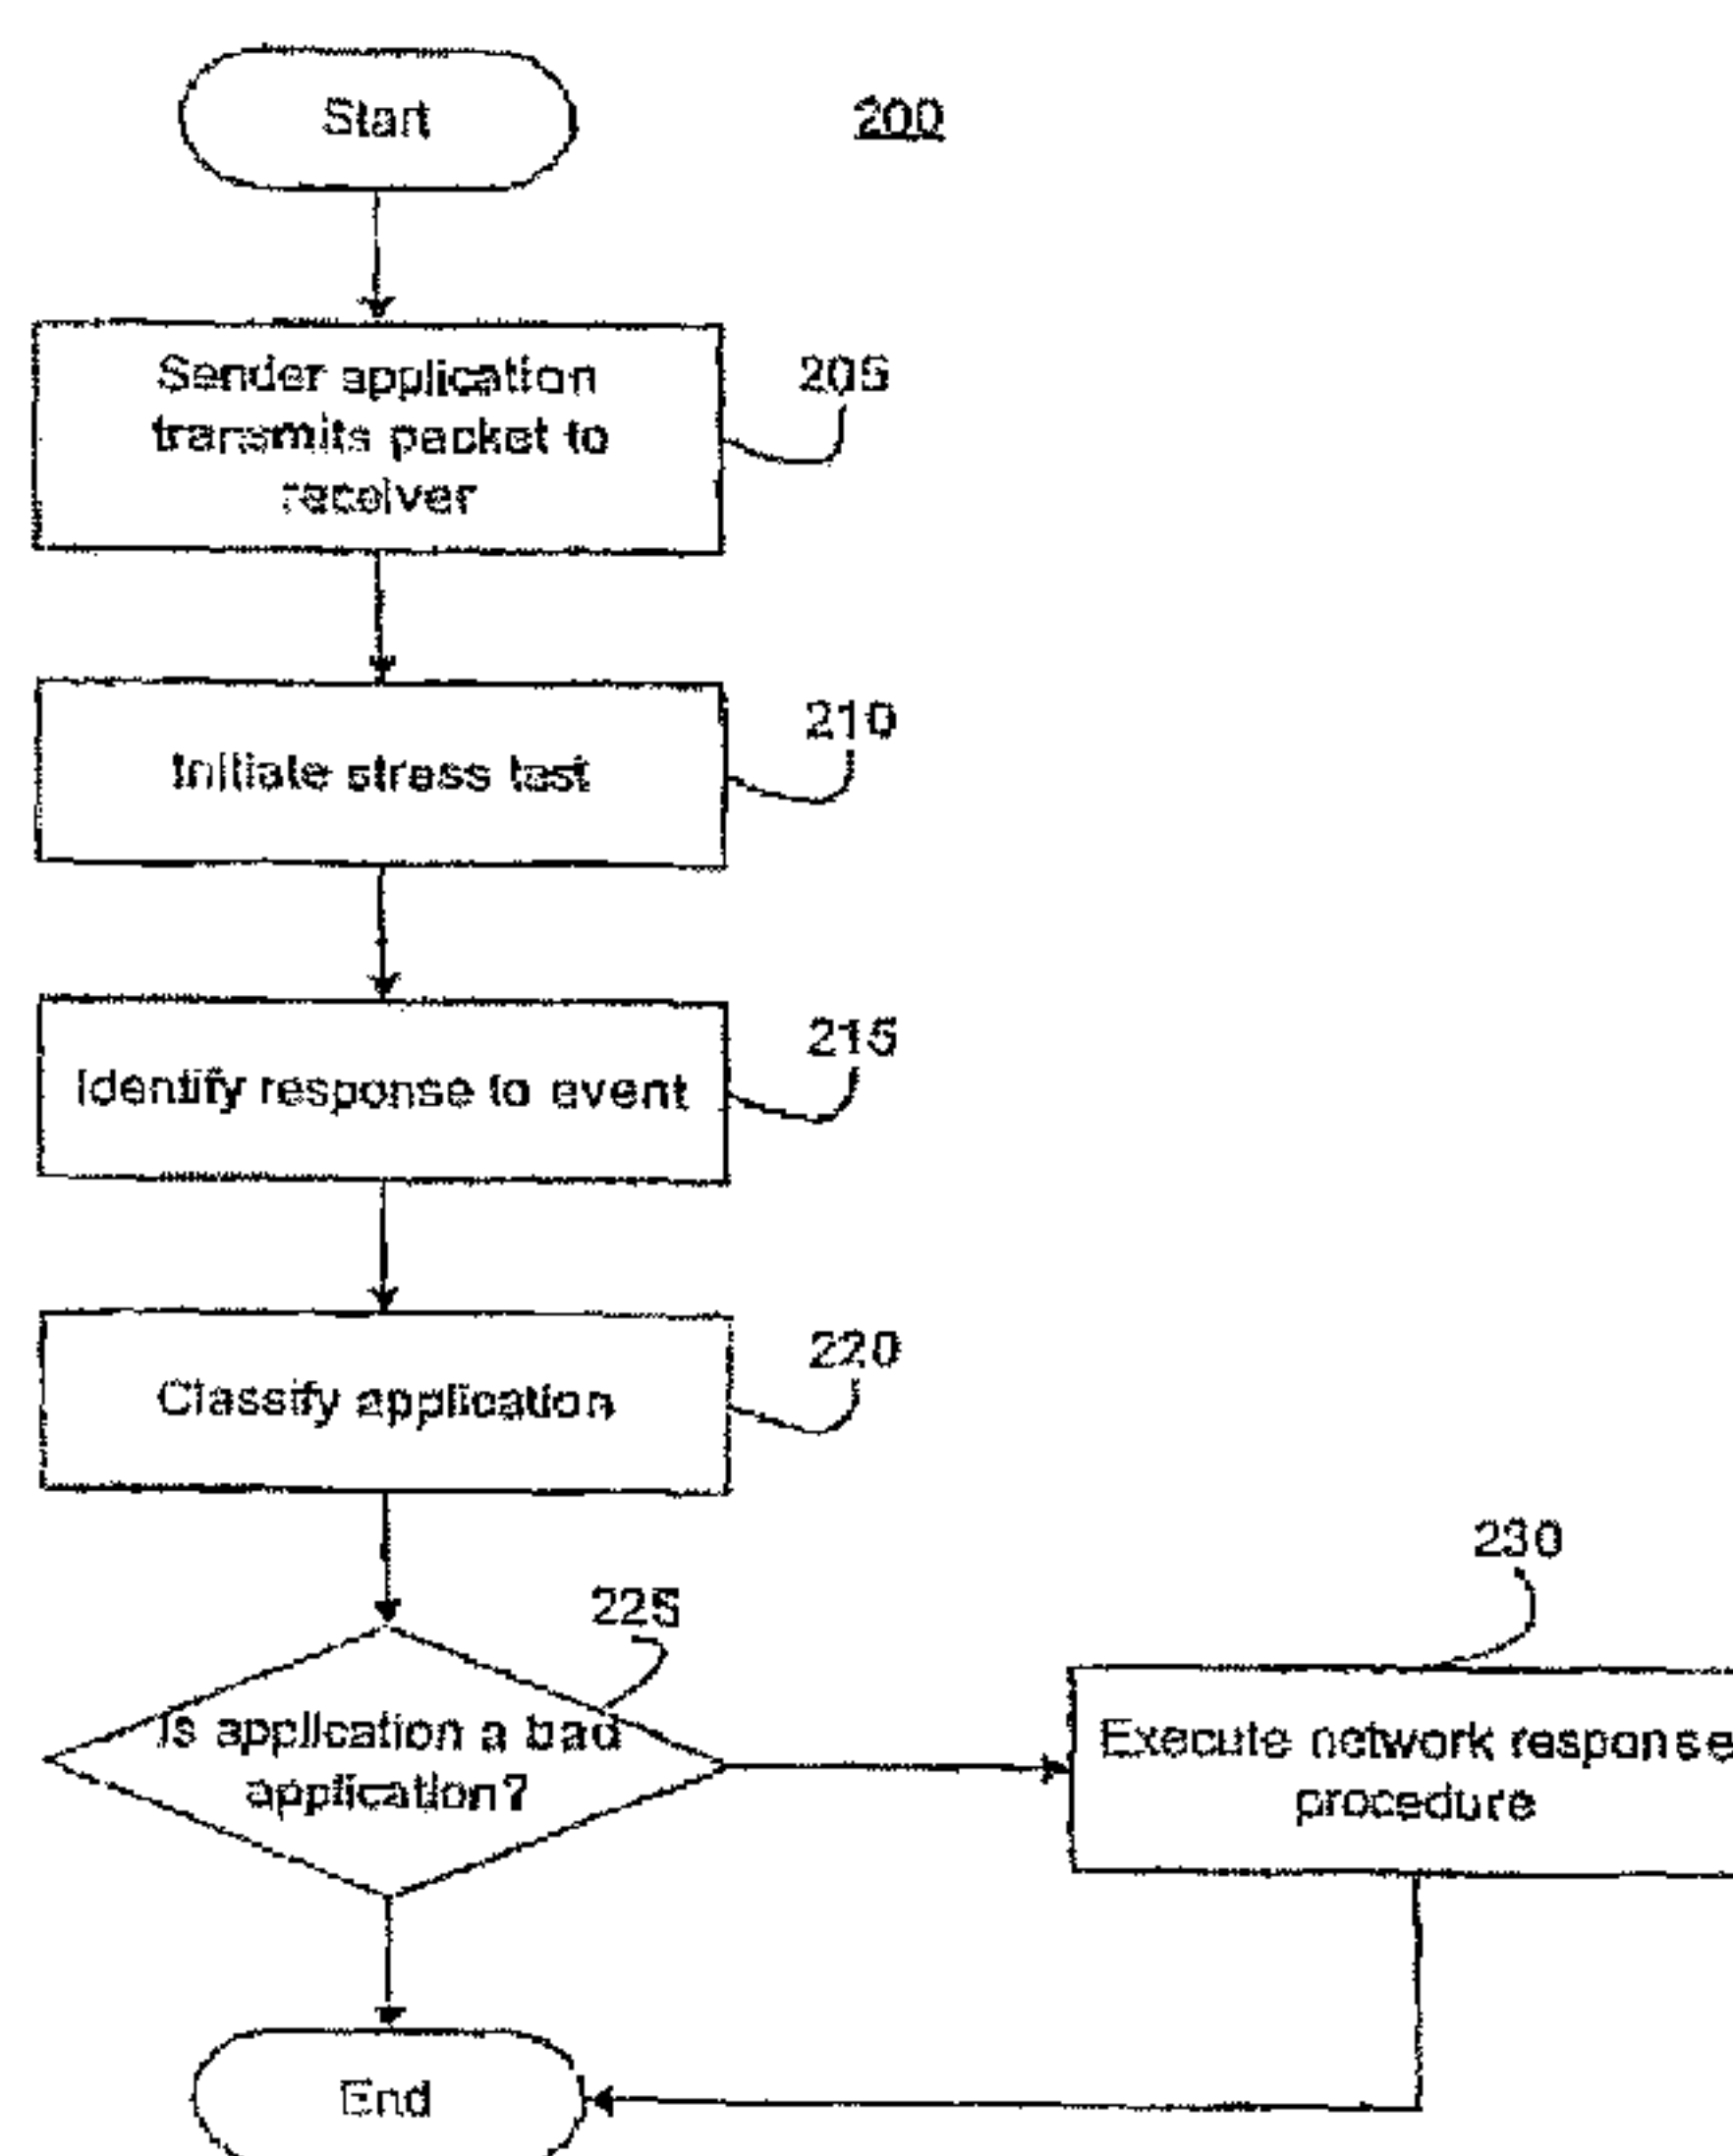 Start
200
Sender application
transmits packet to
receiver
205
Initiate stress test
210
Identify response to event
215
Classify application
220
225
Is application a bad
application?
230
Execute network response
procedure
End